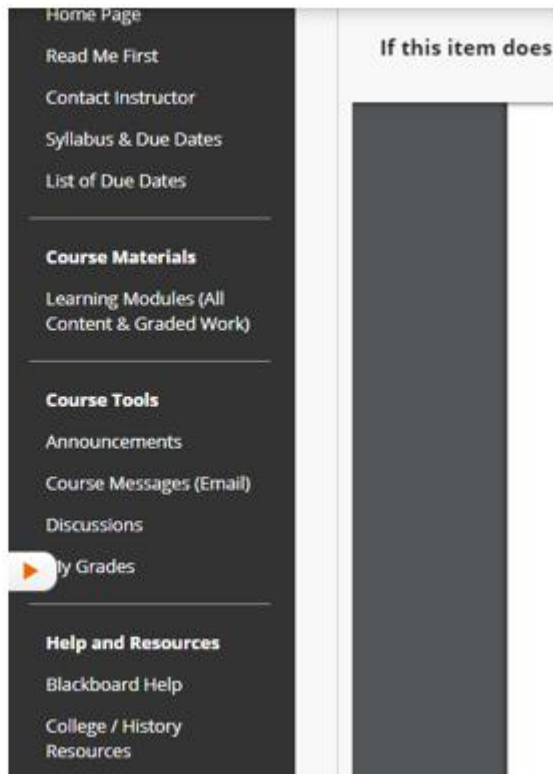 Home Page
Read Me First
Contact Instructor
Syllabus & Due Dates
List of Due Dates
Course Materials
Learning Modules (All
Content & Graded Work)
Course Tools
Announcements
Course Messages (Email)
Discussions
My Grades
Help and Resources
Blackboard Help
College / History
Resources
If this item does